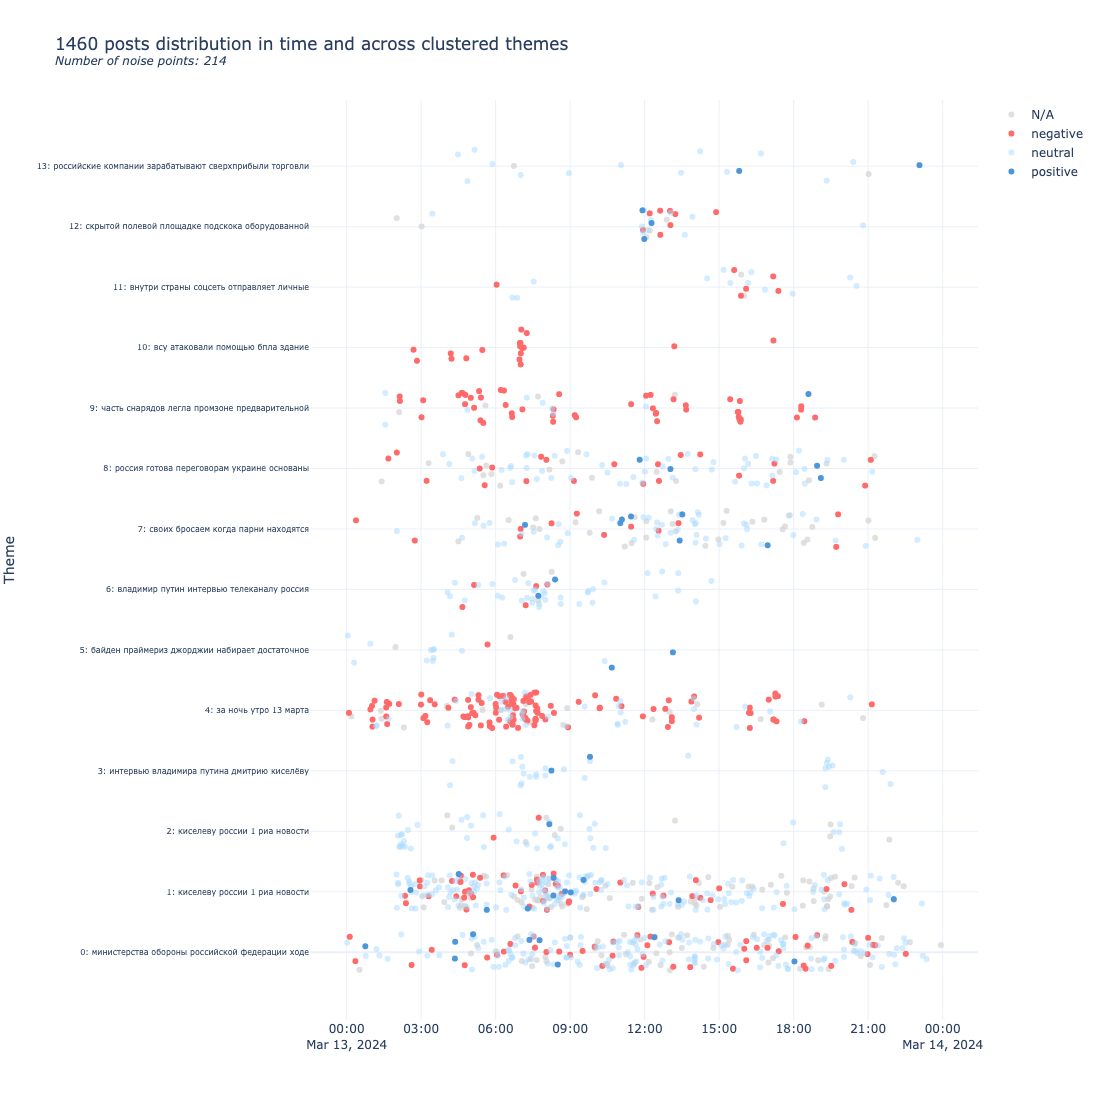 1460 posts distribution in time and across clustered themes
Number of noise points: 214
N/A
negative
neutral
positive
Theme
13: российские компании зарабатывают сверхприбыли торговли
12: скрытой полевой площадке подскока оборудованной
11: внутри страны соцсеть отправляет личные
10: всу атаковали помощью бпла здание
9: часть снарядов легла промзоне предварительной
8: россия готова переговорам украине основаны
7: своих бросаем когда парни находятся
6: владимир путин интервью телеканалу россия
5: байден праймериз джорджии набирает достаточное
4: за ночь утро 13 марта
3: интервью владимира путина дмитрию киселёву
2: киселеву россии 1 риа новости
1: киселеву россии 1 риа новости
0: министерства обороны российской федерации ходе
00:00 03:00 06:00 09:00 12:00 15:00 18:00 21:00 00:00
Mar 13, 2024 Mar 14, 2024